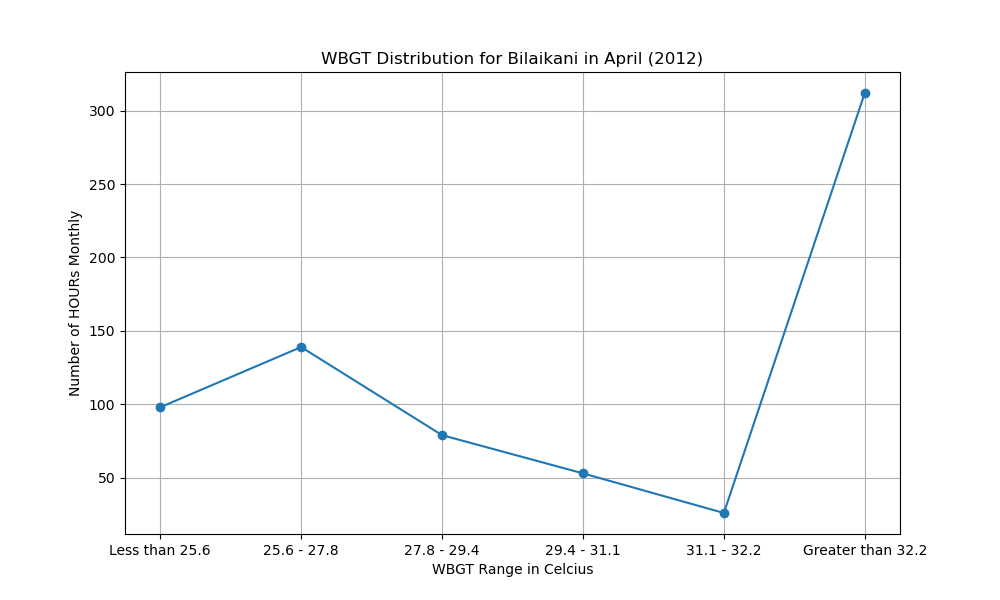 WBGT Distribution for Bilaikani in April (2012)
Number of HOURs Monthly
300
250
200
150
100
50
Less than 25.6
25.6 - 27.8
27.8 - 29.4
29.4 - 31.1
31.1 - 32.2
Greater than 32.2
WBGT Range in Celcius